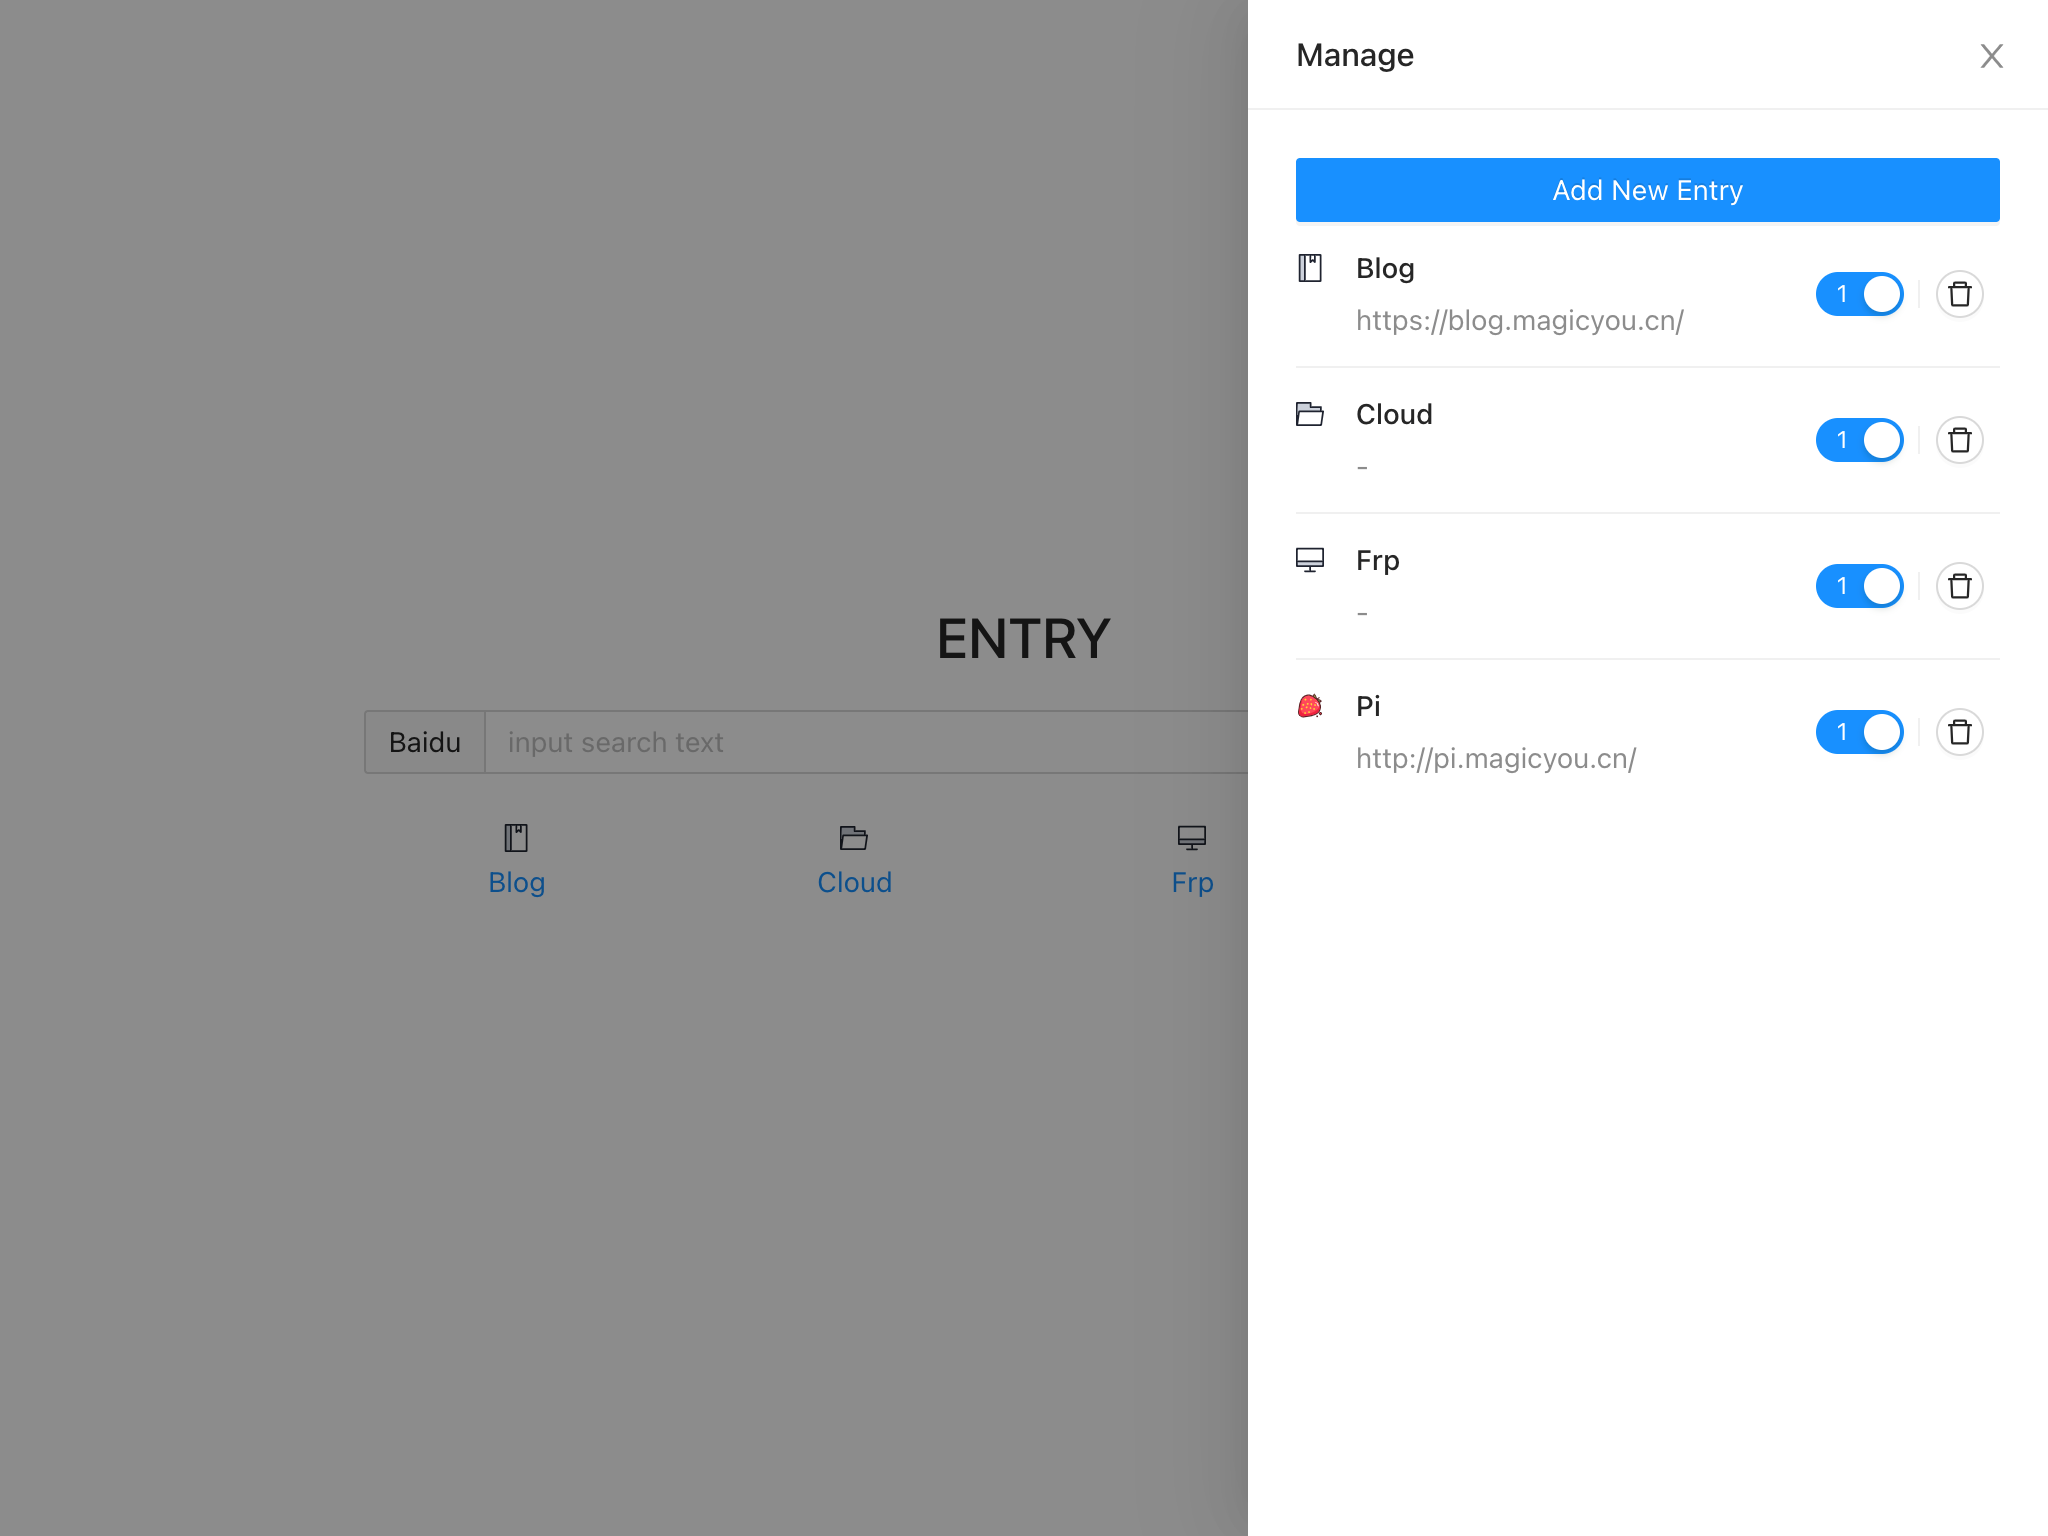 ENTRY
Baidu input search text
Blog
Cloud
Frp
Manage
Add New Entry
Blog
1
https://blog.magicyou.cn/
Cloud
1
-
Frp
1
-
Pi
1
http://pi.magicyou.cn/